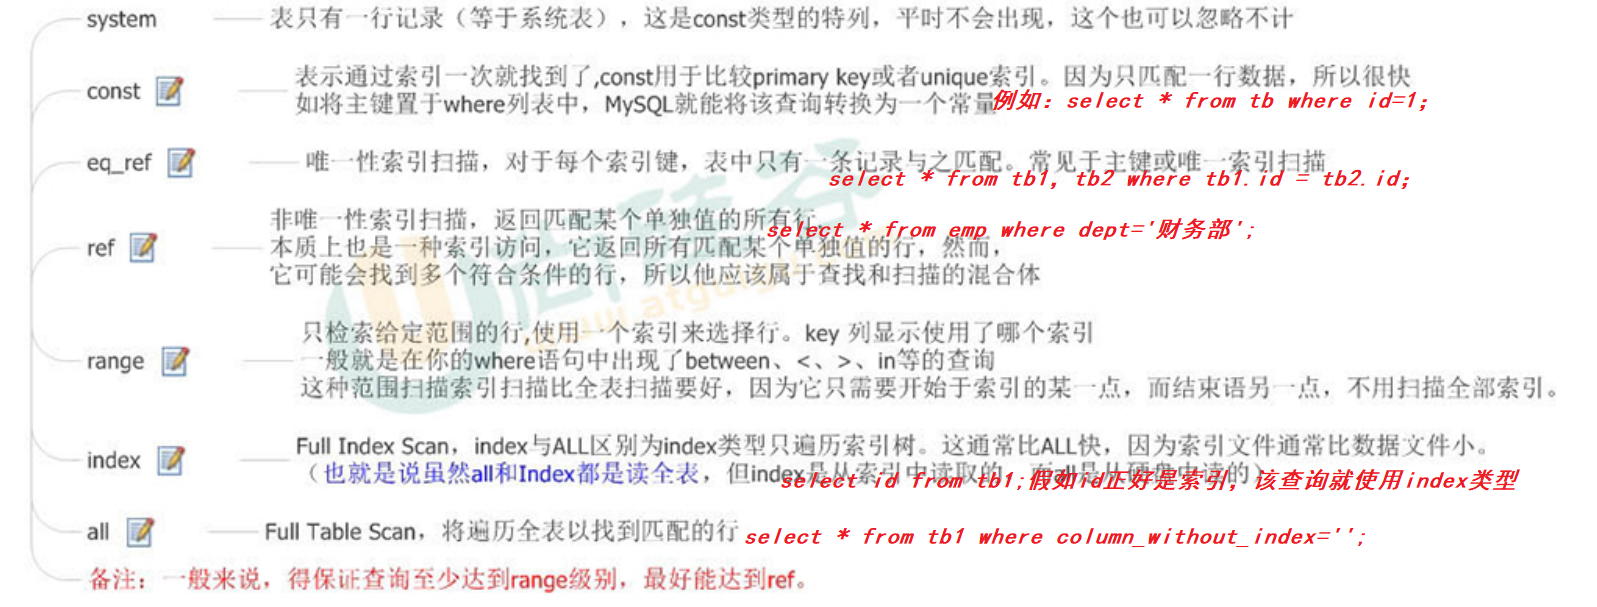 system 表只有一行记录（等于系统表），这是const类型的特列，平时不会出现，这个也可以忽略不计
const 表示通过索引一次就找到了,const用于比较primary key或者unique索引。因为只匹配一行数据，所以很快
如将主键置于where列表中，MySQL就能将该查询转换为一个常量
例如：select * from tb where id=1;
eq_ref 唯一性索引扫描，对于每个索引键，表中只有一条记录与之匹配。常见于主键或唯一索引扫描
select * from tb1, tb2 where tb1.id = tb2.id;
非唯一性索引扫描，返回匹配某个单独值的所有行
select * from emp where dept='财务部';
ref 本质上也是一种索引访问，它返回所有匹配某个单独值的行，然而，
它可能会找到多个符合条件的行，所以他应该属于查找和扫描的混合体
只检索给定范围的行,使用一个索引来选择行。key 列显示使用了哪个索引
range 一般就是在你的where语句中出现了between、<、>、in等的查询
这种范围扫描索引扫描比全表扫描要好，因为它只需要开始于索引的某一点，而结束语另一点，不用扫描全部索引。
index Full Index Scan，index与ALL区别为index类型只遍历索引树。这通常比ALL快，因为索引文件通常比数据文件小。
（也就是说虽然all和Index都是读全表，但index是从索引中读取的，而all是从硬盘中读的）
select id from tb1;假如id正好是索引，该查询就使用index类型
all Full Table Scan，将遍历全表以找到匹配的行
select * from tb1 where column_without_index='';
备注：一般来说，得保证查询至少达到range级别，最好能达到ref。